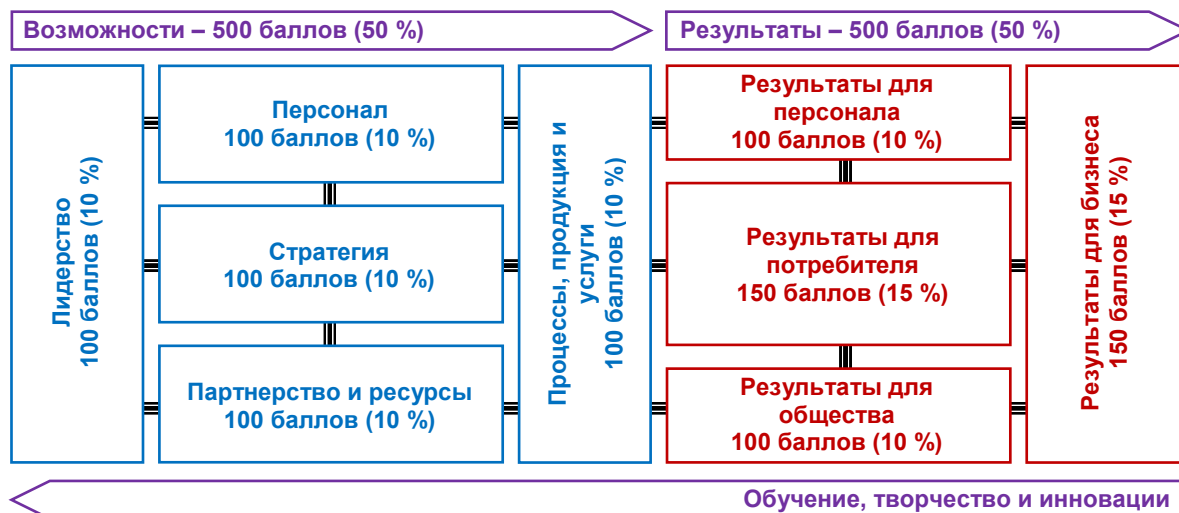 Возможности – 500 баллов (50 %)
Результаты – 500 баллов (50 %)
Лидерство
100 баллов (10 %)
Персонал
100 баллов (10 %)
Стратегия
100 баллов (10 %)
Партнерство и ресурсы
100 баллов (10 %)
Процессы, продукция и
услуги
100 баллов (10 %)
Результаты для
персонала
100 баллов (10 %)
Результаты для
потребителя
150 баллов (15 %)
Результаты для
общества
100 баллов (10 %)
Результаты для бизнеса
150 баллов (15 %)
Обучение, творчество и инновации